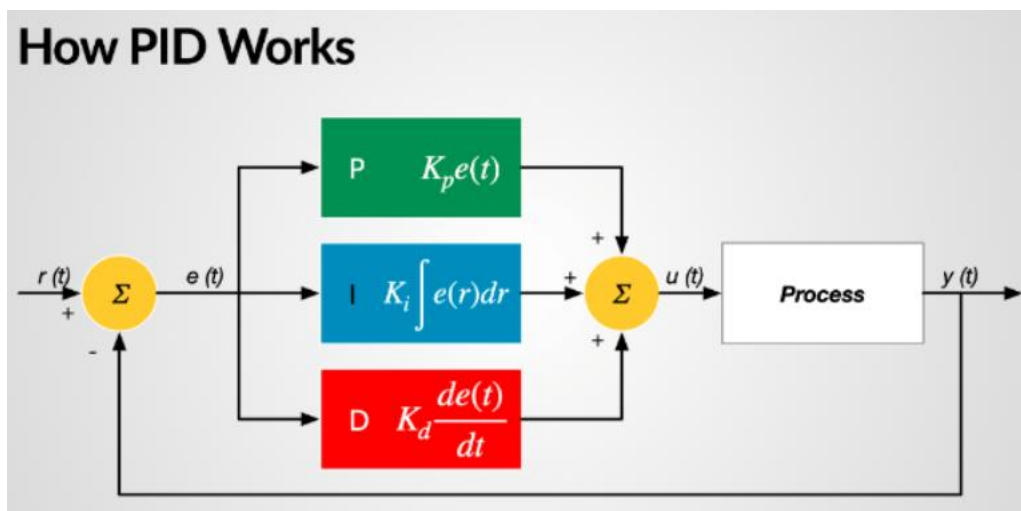 How PID Works
P K_p e(t)
+
r (t)
Σ
e (t)
I K_i ∫ e(r)dr
+
Σ
u (t)
Process
y (t)
+
-
+
D K_d de(t)/dt